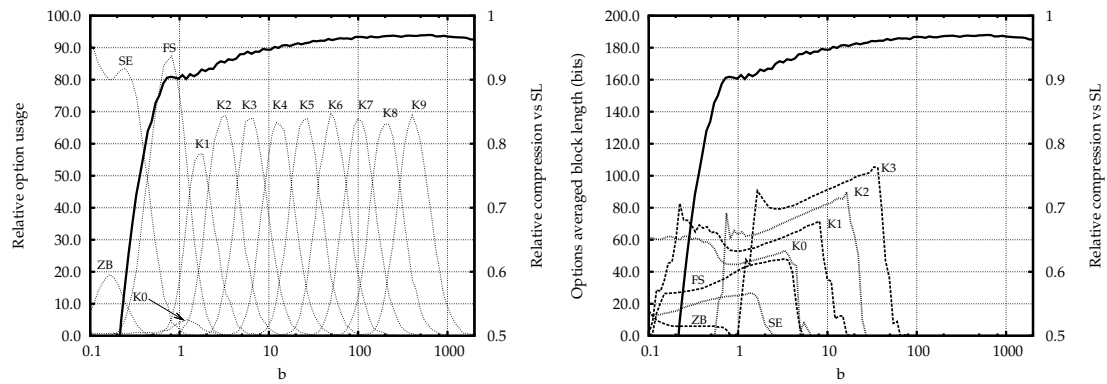 100.0
90.0
80.0
70.0
60.0
50.0
40.0
30.0
20.0
10.0
0.0
Relative option usage
0.1
1
10
100
1000
b
1
0.9
0.8
0.7
0.6
0.5
Relative compression vs SL
SE
FS
K1
K2
K3
K4
K5
K6
K7
K8
K9
ZB
K0
200.0
180.0
160.0
140.0
120.0
100.0
80.0
60.0
40.0
20.0
0.0
Options averaged block length (bits)
0.1
1
10
100
1000
b
1
0.9
0.8
0.7
0.6
0.5
Relative compression vs SL
K3
K2
K1
K0
FS
ZB
SE